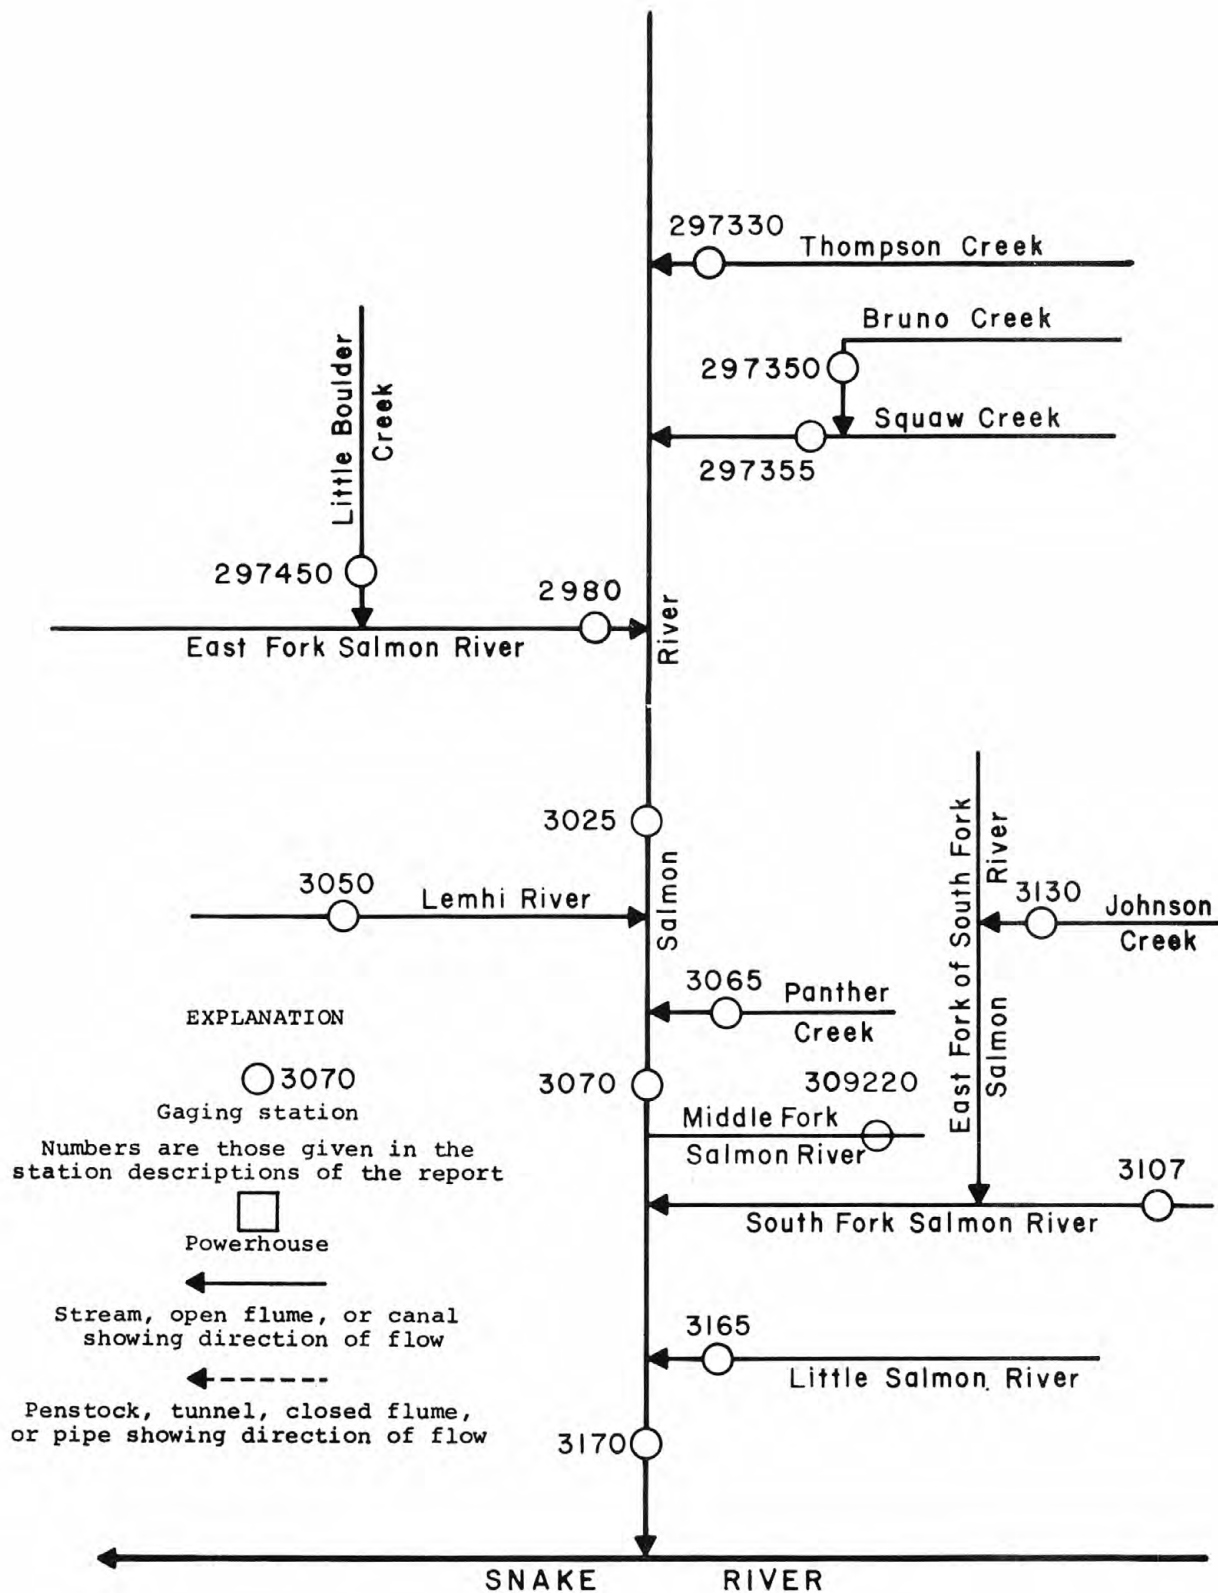 297330
Thompson Creek
Bruno Creek
297350
Squaw Creek
297355
Little Boulder
Creek
297450
2980
East Fork Salmon River
River
3025
Salmon
3050
Lemhi River
East Fork of South Fork
Salmon River
3130
Johnson
Creek
3065
Panther
Creek
EXPLANATION
3070
Gaging station
Numbers are those given in the
station descriptions of the report
Powerhouse
Stream, open flume, or canal
showing direction of flow
Penstock, tunnel, closed flume,
or pipe showing direction of flow
3070
309220
Middle Fork
Salmon River
3107
South Fork Salmon River
3165
Little Salmon River
3170
SNAKE RIVER